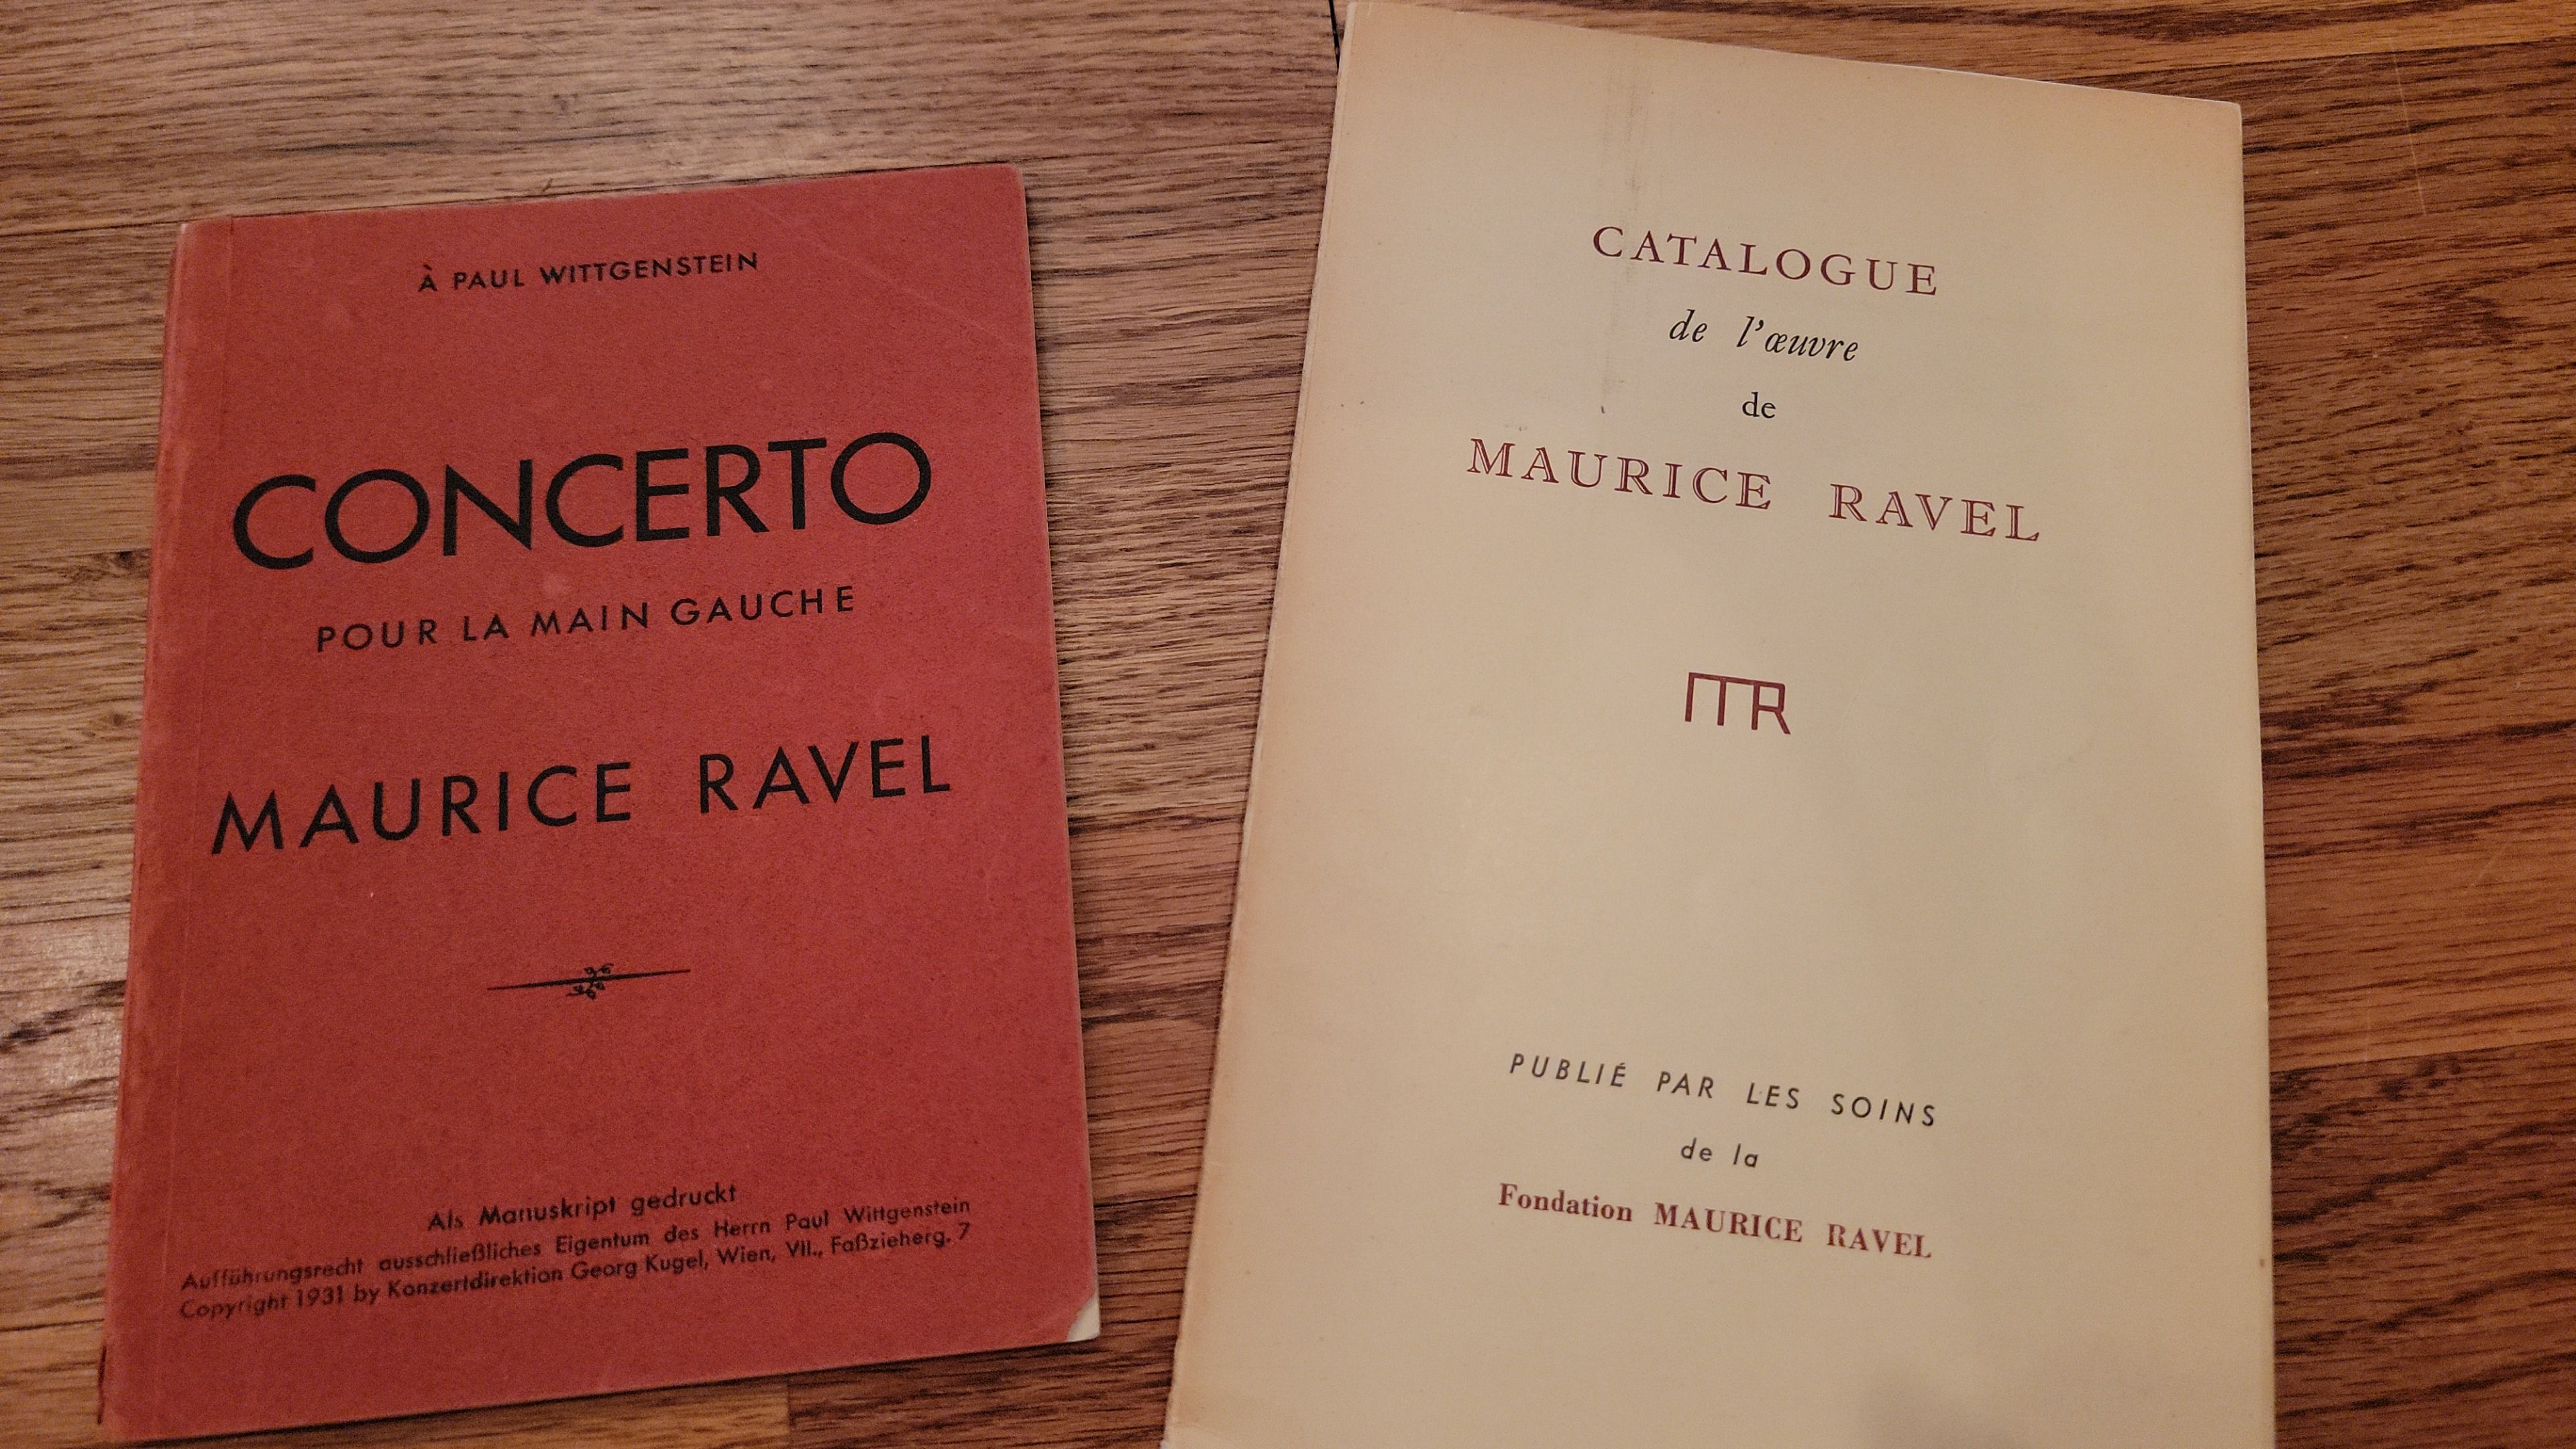 À PAUL WITTGENSTEIN
CONCERTO
POUR LA MAIN GAUCHE
MAURICE RAVEL
Als Manuskript gedruckt
Aufführungsrecht ausschließliches Eigentum des Herrn Paul Wittgenstein
Copyright 1931 by Konzertdirektion Georg Kugel, Wien, VII., Faßzieherg. 7
CATALOGUE
de l'œuvre
de
MAURICE RAVEL
MR
PUBLIÉ PAR LES SOINS
de la
Fondation MAURICE RAVEL